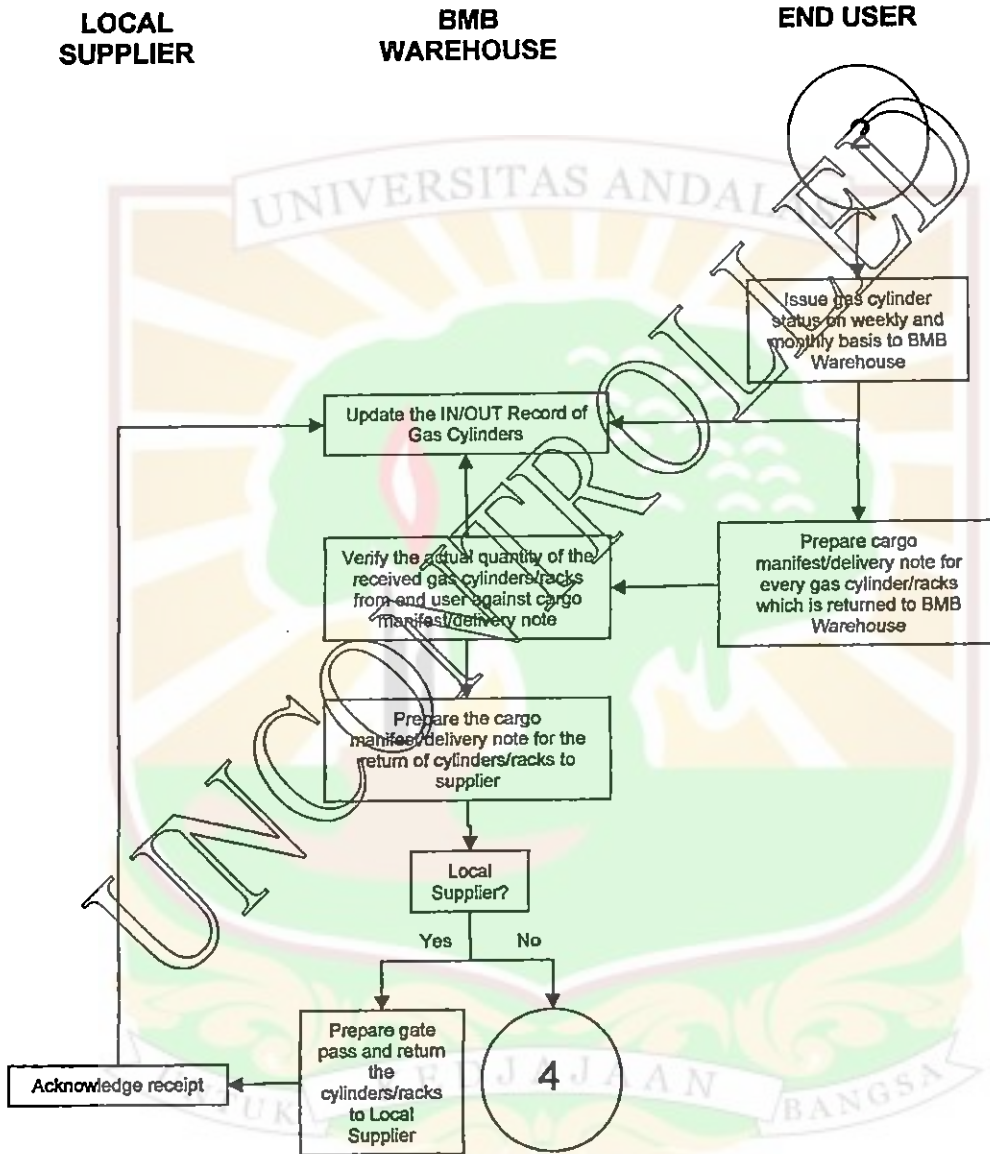 LOCAL
SUPPLIER
BMB
WAREHOUSE
END USER
UNIVERSITAS ANDALAS
2
Issue gas cylinder
status on weekly and
monthly basis to BMB
Warehouse
Update the IN/OUT Record of
Gas Cylinders
Verify the actual quantity of the
received gas cylinders/racks
from end user against cargo
manifest/delivery note
Prepare cargo
manifest/delivery note for
every gas cylinder/racks
which is returned to BMB
Warehouse
Prepare the cargo
manifest/delivery note for the
return of cylinders/racks to
supplier
UNCONTROLLED
Local
Supplier?
Yes No
Prepare gate
pass and return
the
cylinders/racks
to Local
Supplier
4
Acknowledge receipt
UNTUK KEDJAJAAN BANGSA